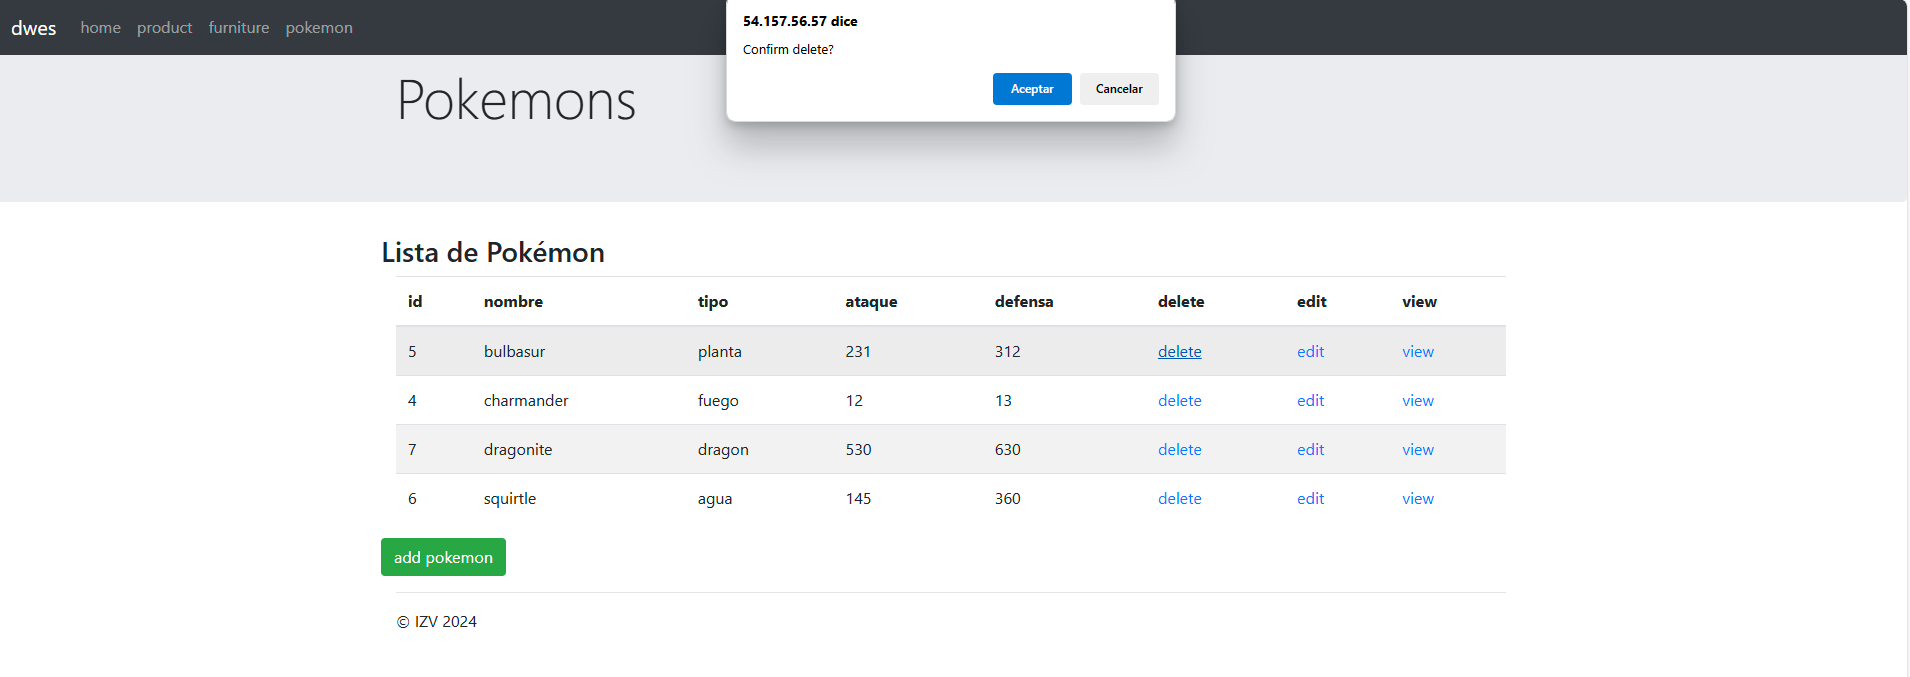 dwes home product furniture pokemon
54.157.56.57 dice
Confirm delete?
Aceptar Cancelar
Pokemons
Lista de Pokémon
id nombre tipo ataque defensa delete edit view
5 bulbasur planta 231 312 delete edit view
4 charmander fuego 12 13 delete edit view
7 dragonite dragon 530 630 delete edit view
6 squirtle agua 145 360 delete edit view
add pokemon
© IZV 2024